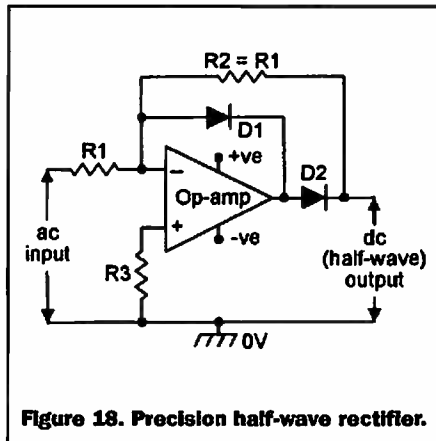 R2 = R1
D1
R1
+ve
D2
−
Op-amp
+
ac
input
-ve
dc
(half-wave)
output
R3
0V
Figure 18. Precision half-wave rectifier.